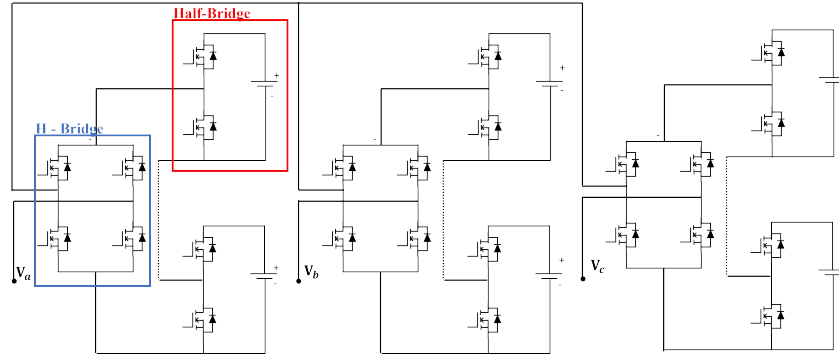 Half-Bridge
H - Bridge
+
-
+
-
+
-
-
-
-
+
-
+
-
Va
Vb
Vc